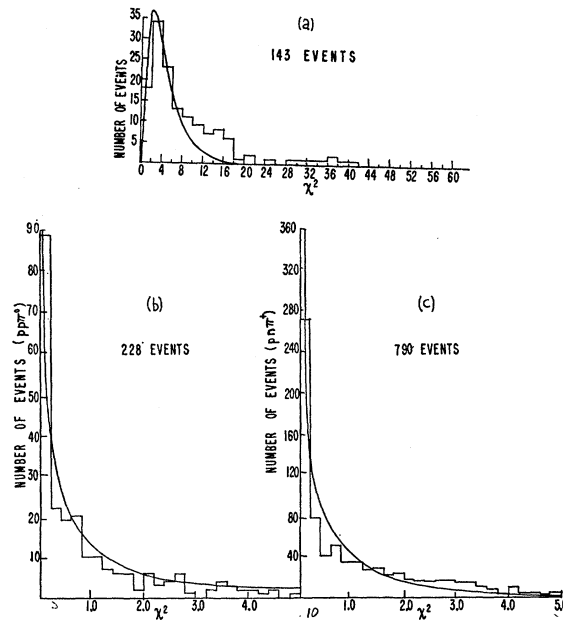 (a)
143 EVENTS
NUMBER OF EVENTS
35
30
25
20
15
10
5
0 4 8 12 16 20 24 28 32 36 40 44 48 52 56 60
χ²
(b)
228 EVENTS
NUMBER OF EVENTS (ppπ°)
90
80
70
60
50
40
30
20
10
1.0 2.0 3.0 4.0
χ²
(c)
790 EVENTS
NUMBER OF EVENTS (pnπ⁺)
360
320
280
240
200
160
120
80
40
.10 1.0 2.0 3.0 4.0 5.0
χ²